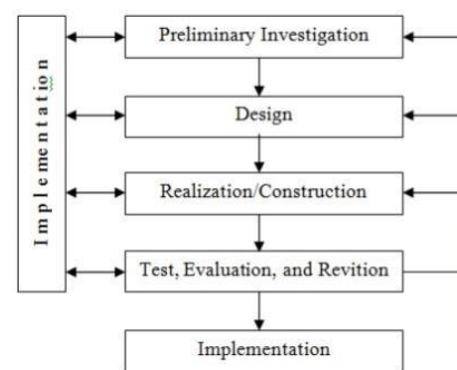 Implementation
Preliminary Investigation
Design
Realization/Construction
Test, Evaluation, and Revition
Implementation